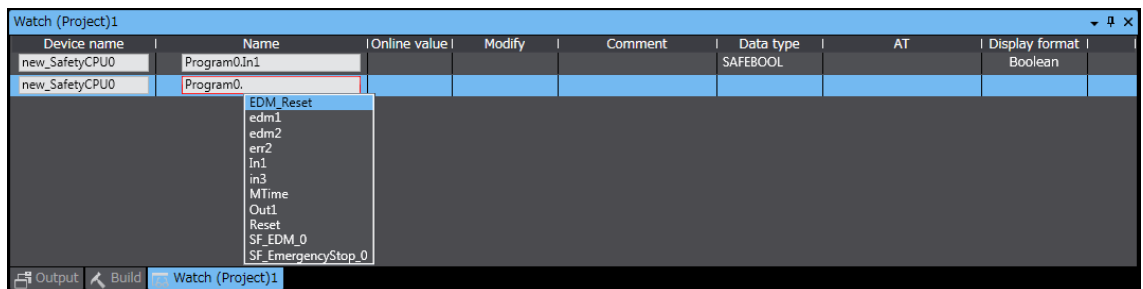 Watch (Project)1
Device name Name Online value Modify Comment Data type AT Display format
new_SafetyCPU0 Program0.In1 SAFEBOOL Boolean
new_SafetyCPU0 Program0.
EDM_Reset
edm1
edm2
err2
In1
in3
MTime
Out1
Reset
SF_EDM_0
SF_EmergencyStop_0
Output Build Watch (Project)1